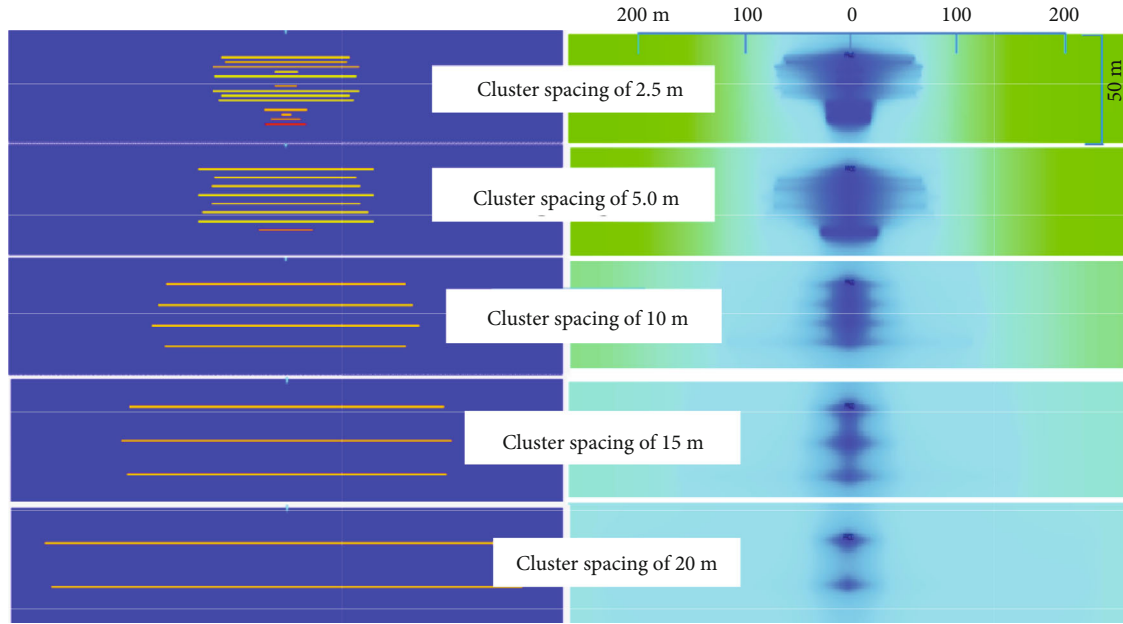 200 m 100 0 100 200
50 m
Cluster spacing of 2.5 m
Cluster spacing of 5.0 m
Cluster spacing of 10 m
Cluster spacing of 15 m
Cluster spacing of 20 m